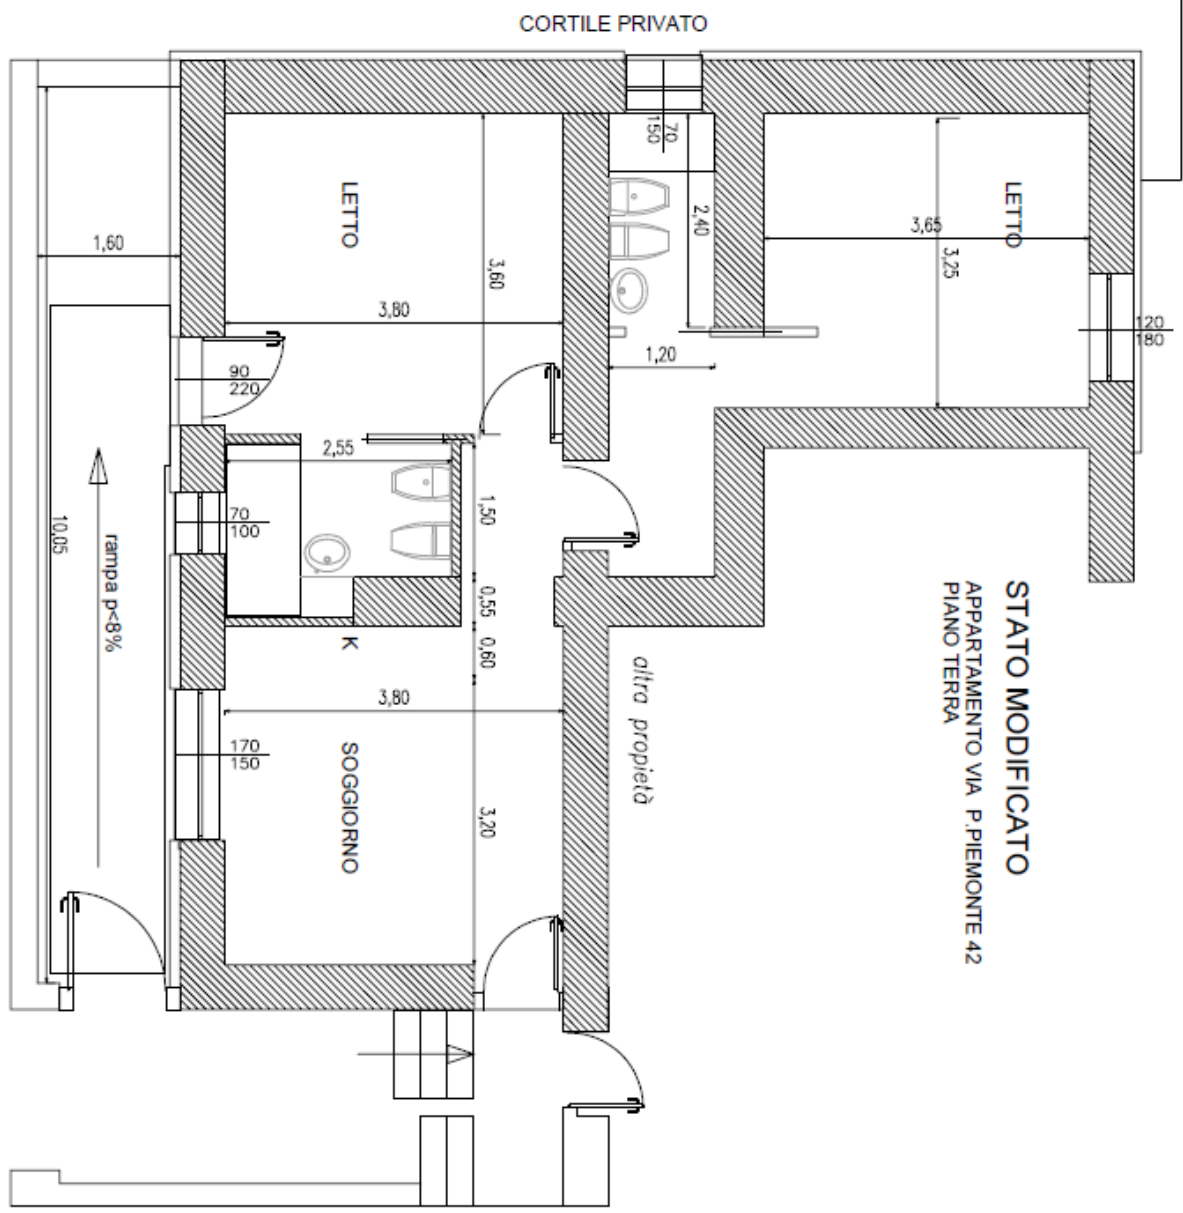 CORTILE PRIVATO
LETTO
LETTO
70
150
2,40
3,65
3,25
1,60
3,60
3,80
120
180
1,20
90
220
2,55
1,50
70
100
10,05
rampa p<8%
0,55
0,60
K
3,80
170
150
SOGGIORNO
3,20
altra propietà
STATO MODIFICATO
APPARTAMENTO VIA P.PIEMONTE 42
PIANO TERRA